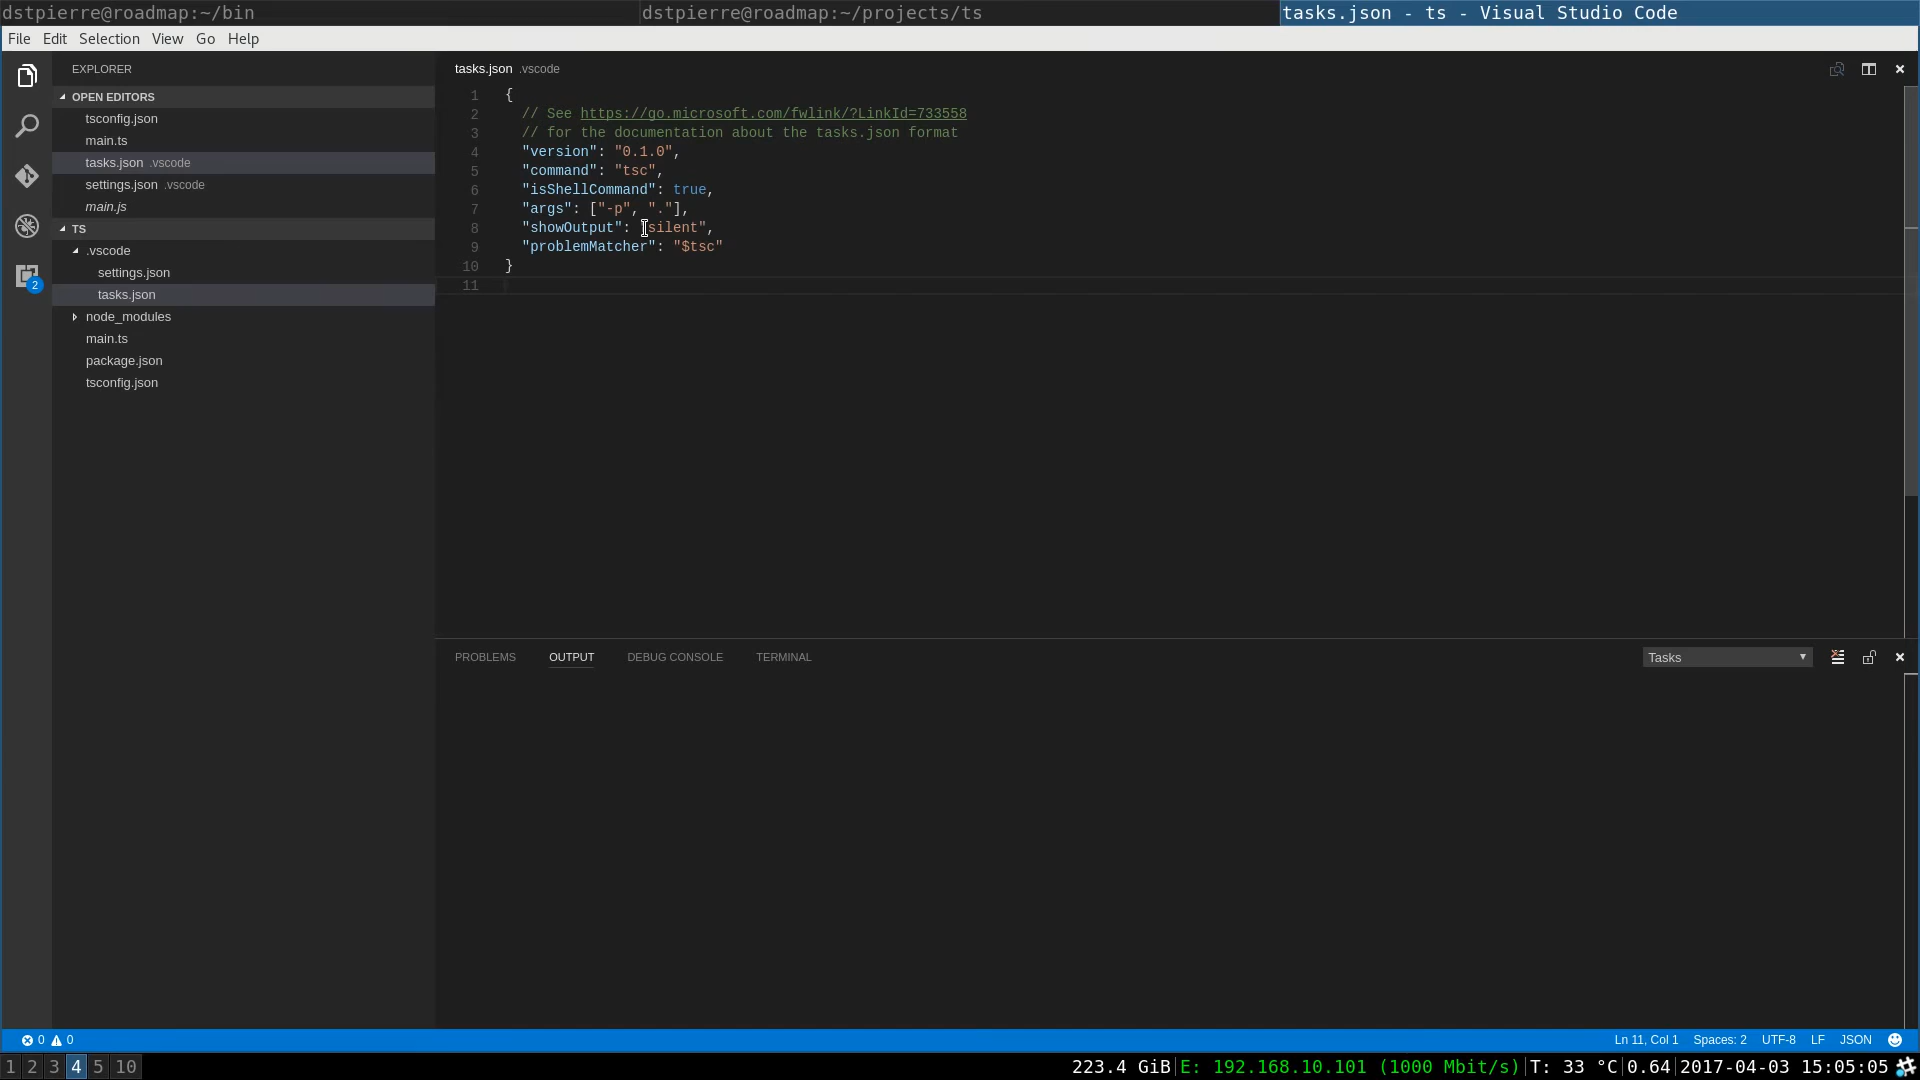 dstpierre@roadmap:~/bin
dstpierre@roadmap:~/projects/ts
tasks.json - ts - Visual Studio Code
File Edit Selection View Go Help
EXPLORER
OPEN EDITORS
tsconfig.json
main.ts
tasks.json .vscode
settings.json .vscode
main.js
TS
.vscode
settings.json
tasks.json
node_modules
main.ts
package.json
tsconfig.json
2
tasks.json .vscode
1 {
2 // See https://go.microsoft.com/fwlink/?LinkId=733558
3 // for the documentation about the tasks.json format
4 "version": "0.1.0",
5 "command": "tsc",
6 "isShellCommand": true,
7 "args": ["-p", "."],
8 "showOutput": "silent",
9 "problemMatcher": "$tsc"
10 }
11
PROBLEMS OUTPUT DEBUG CONSOLE TERMINAL
Tasks
0 0
Ln 11, Col 1 Spaces: 2 UTF-8 LF JSON
1 2 3 4 5 10
223.4 GiB|E: 192.168.10.101 (1000 Mbit/s)|T: 33 °C|0.64|2017-04-03 15:05:05